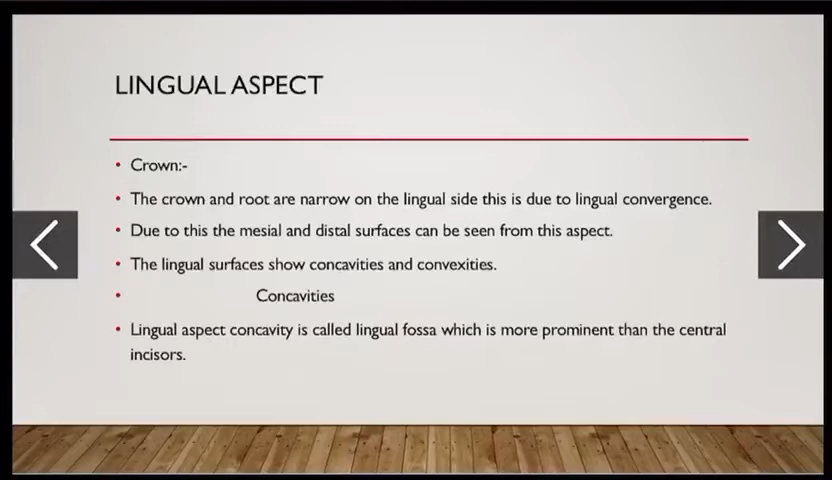 LINGUAL ASPECT
• Crown:-
• The crown and root are narrow on the lingual side this is due to lingual convergence.
• Due to this the mesial and distal surfaces can be seen from this aspect.
• The lingual surfaces show concavities and convexities.
• Concavities
• Lingual aspect concavity is called lingual fossa which is more prominent than the central
incisors.